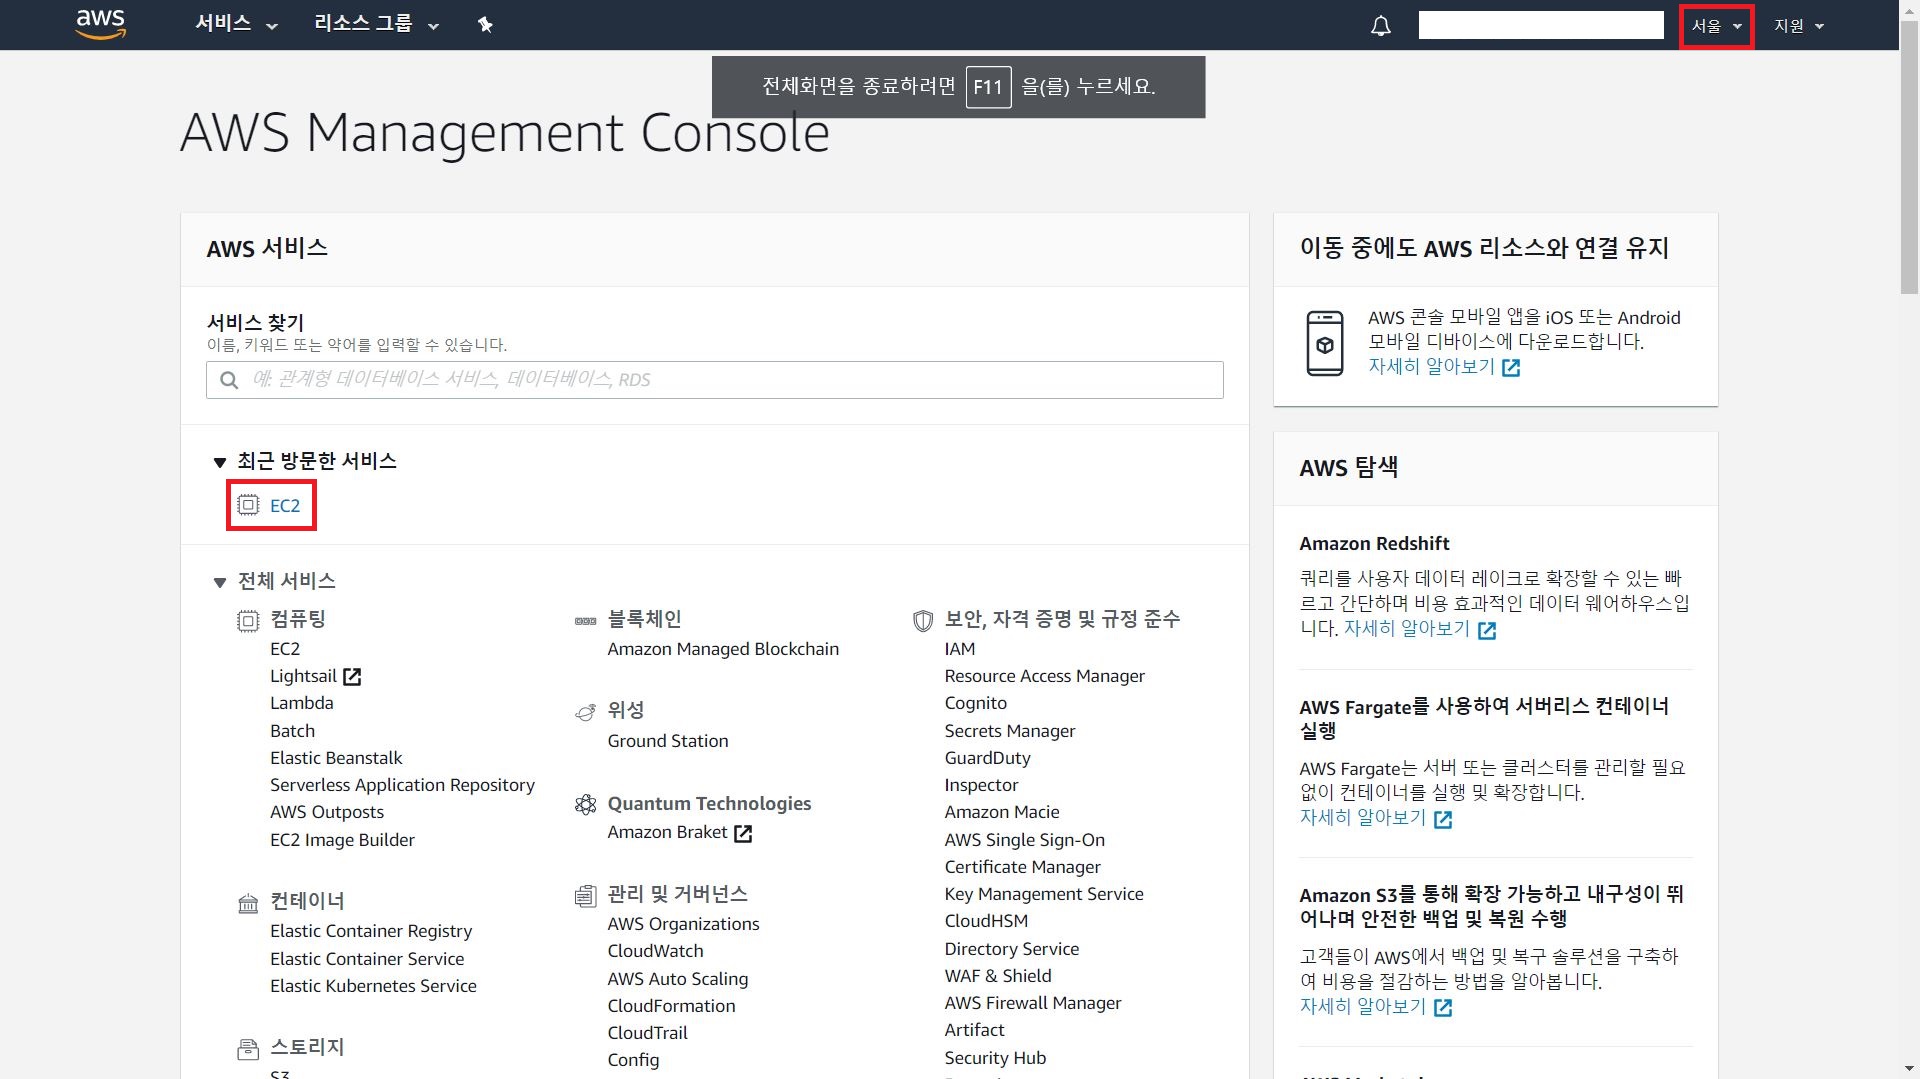 aws
서비스
리소스 그룹
서울
지원
전체화면을 종료하려면 F11 을(를) 누르세요.
AWS Management Console
AWS 서비스
서비스 찾기
이름, 키워드 또는 약어를 입력할 수 있습니다.
예: 관계형 데이터베이스 서비스, 데이터베이스, RDS
최근 방문한 서비스
EC2
전체 서비스
컴퓨팅
EC2
Lightsail
Lambda
Batch
Elastic Beanstalk
Serverless Application Repository
AWS Outposts
EC2 Image Builder
컨테이너
Elastic Container Registry
Elastic Container Service
Elastic Kubernetes Service
스토리지
S3
블록체인
Amazon Managed Blockchain
위성
Ground Station
Quantum Technologies
Amazon Braket
관리 및 거버넌스
AWS Organizations
CloudWatch
AWS Auto Scaling
CloudFormation
CloudTrail
Config
보안, 자격 증명 및 규정 준수
IAM
Resource Access Manager
Cognito
Secrets Manager
GuardDuty
Inspector
Amazon Macie
AWS Single Sign-On
Certificate Manager
Key Management Service
CloudHSM
Directory Service
WAF & Shield
AWS Firewall Manager
Artifact
Security Hub
이동 중에도 AWS 리소스와 연결 유지
AWS 콘솔 모바일 앱을 iOS 또는 Android
모바일 디바이스에 다운로드합니다.
자세히 알아보기
AWS 탐색
Amazon Redshift
쿼리를 사용자 데이터 레이크로 확장할 수 있는 빠
르고 간단하며 비용 효과적인 데이터 웨어하우스입
니다. 자세히 알아보기
AWS Fargate를 사용하여 서버리스 컨테이너
실행
AWS Fargate는 서버 또는 클러스터를 관리할 필요
없이 컨테이너를 실행 및 확장합니다.
자세히 알아보기
Amazon S3를 통해 확장 가능하고 내구성이 뛰
어나며 안전한 백업 및 복원 수행
고객들이 AWS에서 백업 및 복구 솔루션을 구축하
여 비용을 절감하는 방법을 알아봅니다.
자세히 알아보기